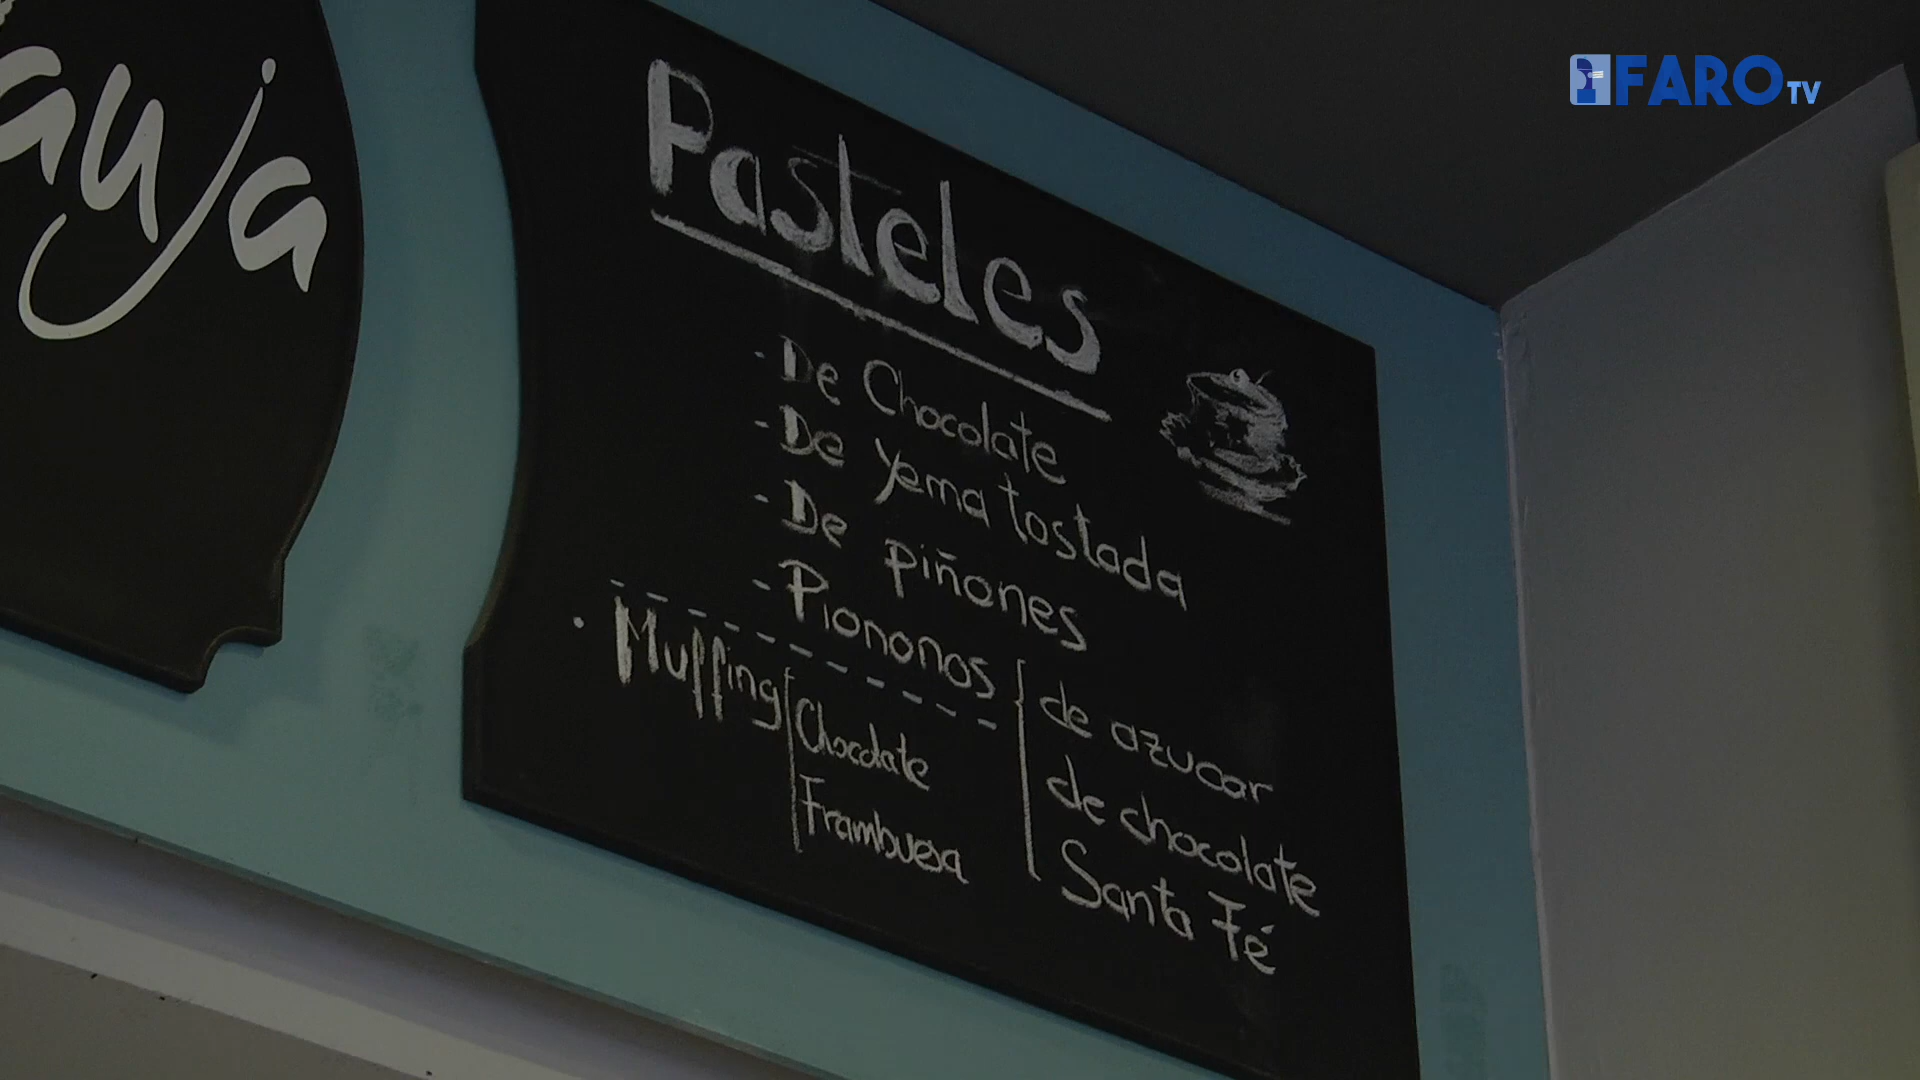 FARO TV
Pasteles
- De Chocolate
- De Yema tostada
- De piñones
- Piononos
de azucar
de chocolate
Santa Fé
· Muffing
Chocolate
Frambuesa